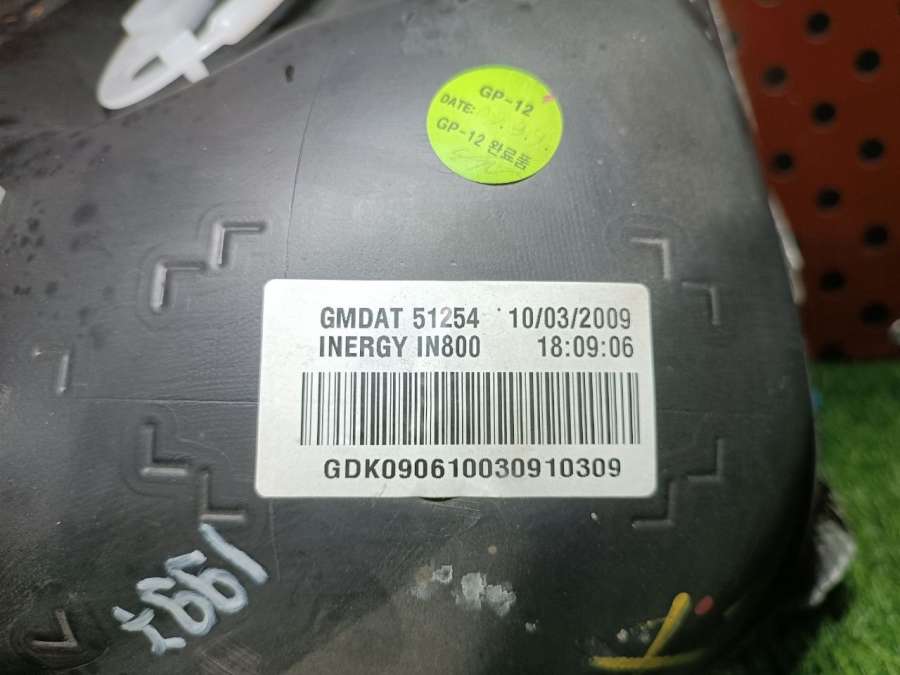 GP-12
DATE:
GP-12 완료품
GMDAT 51254 10/03/2009
INERGY IN800 18:09:06
GDK090610030910309